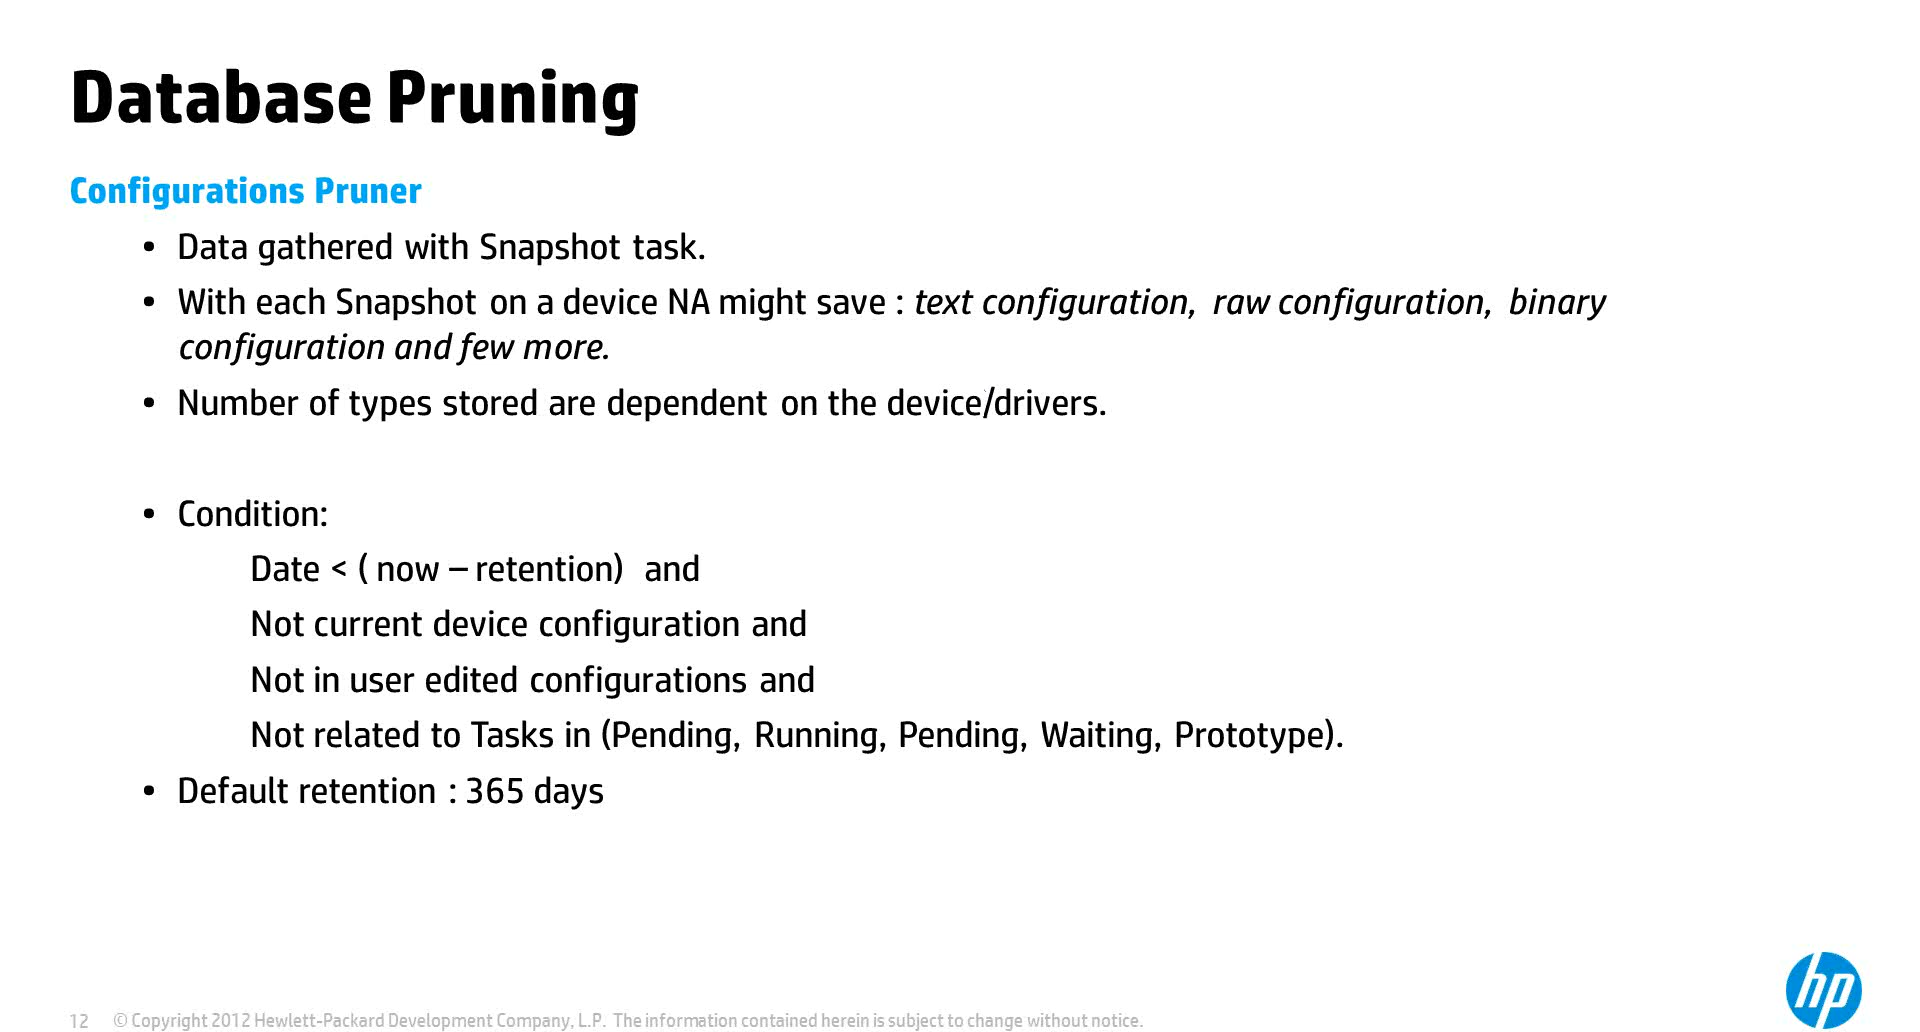 Database Pruning
Configurations Pruner
• Data gathered with Snapshot task.
• With each Snapshot on a device NA might save : text configuration, raw configuration, binary
configuration and few more.
• Number of types stored are dependent on the device/drivers.
• Condition:
Date < ( now – retention) and
Not current device configuration and
Not in user edited configurations and
Not related to Tasks in (Pending, Running, Pending, Waiting, Prototype).
• Default retention : 365 days
hp
12 © Copyright 2012 Hewlett-Packard Development Company, L.P. The information contained herein is subject to change without notice.